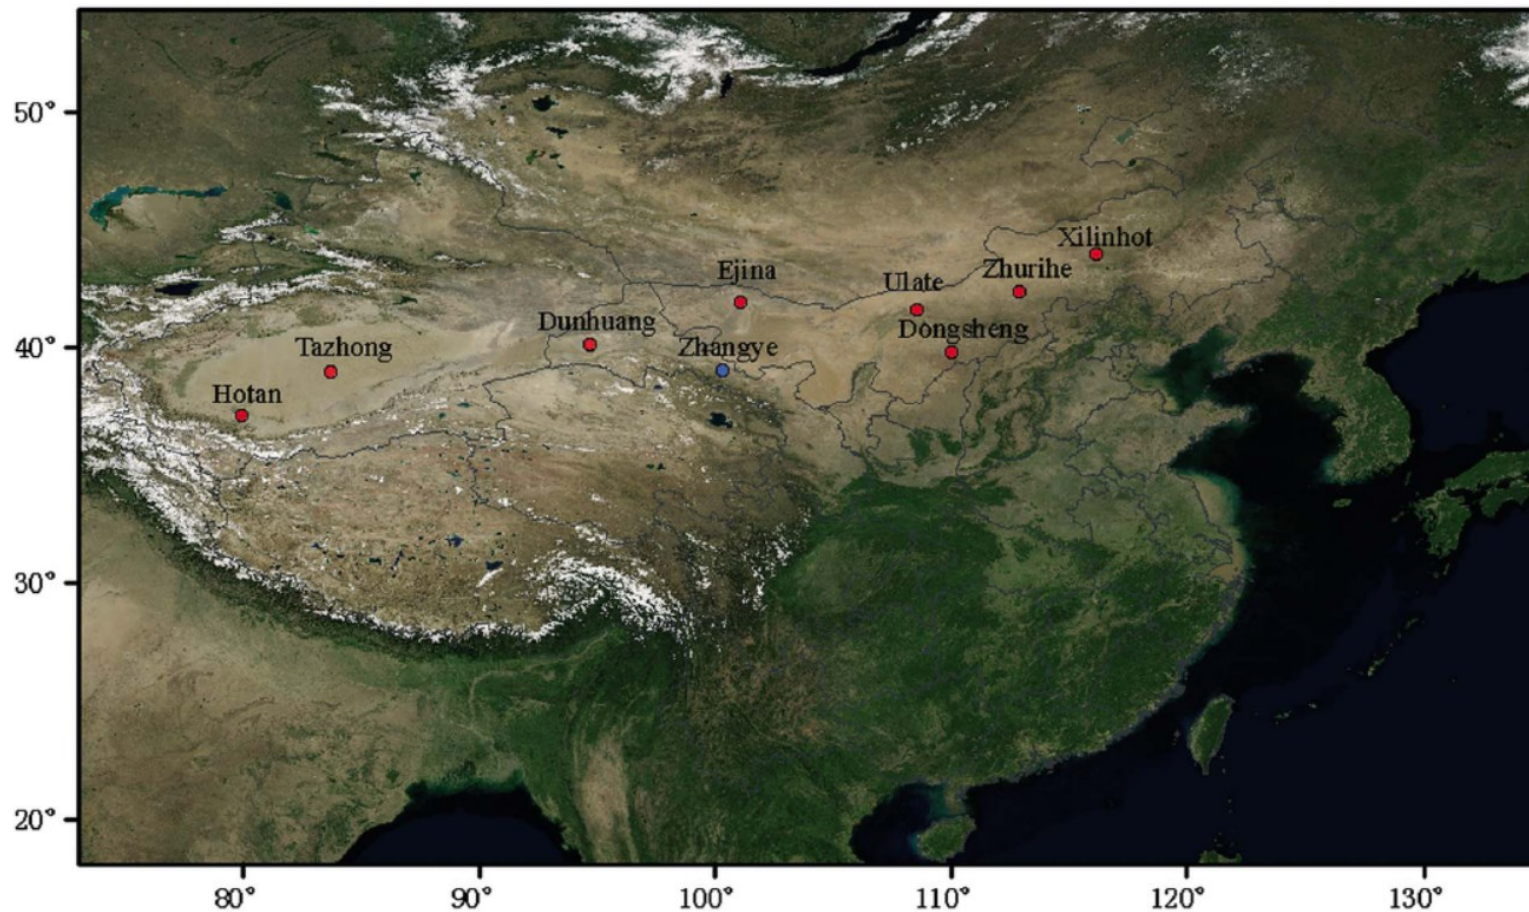 50°
40°
30°
20°
Xilinhot
Zhurihe
Ejina
Ulate
Dunhuang
Dongsheng
Tazhong
Zhangye
Hotan
80°
90°
100°
110°
120°
130°